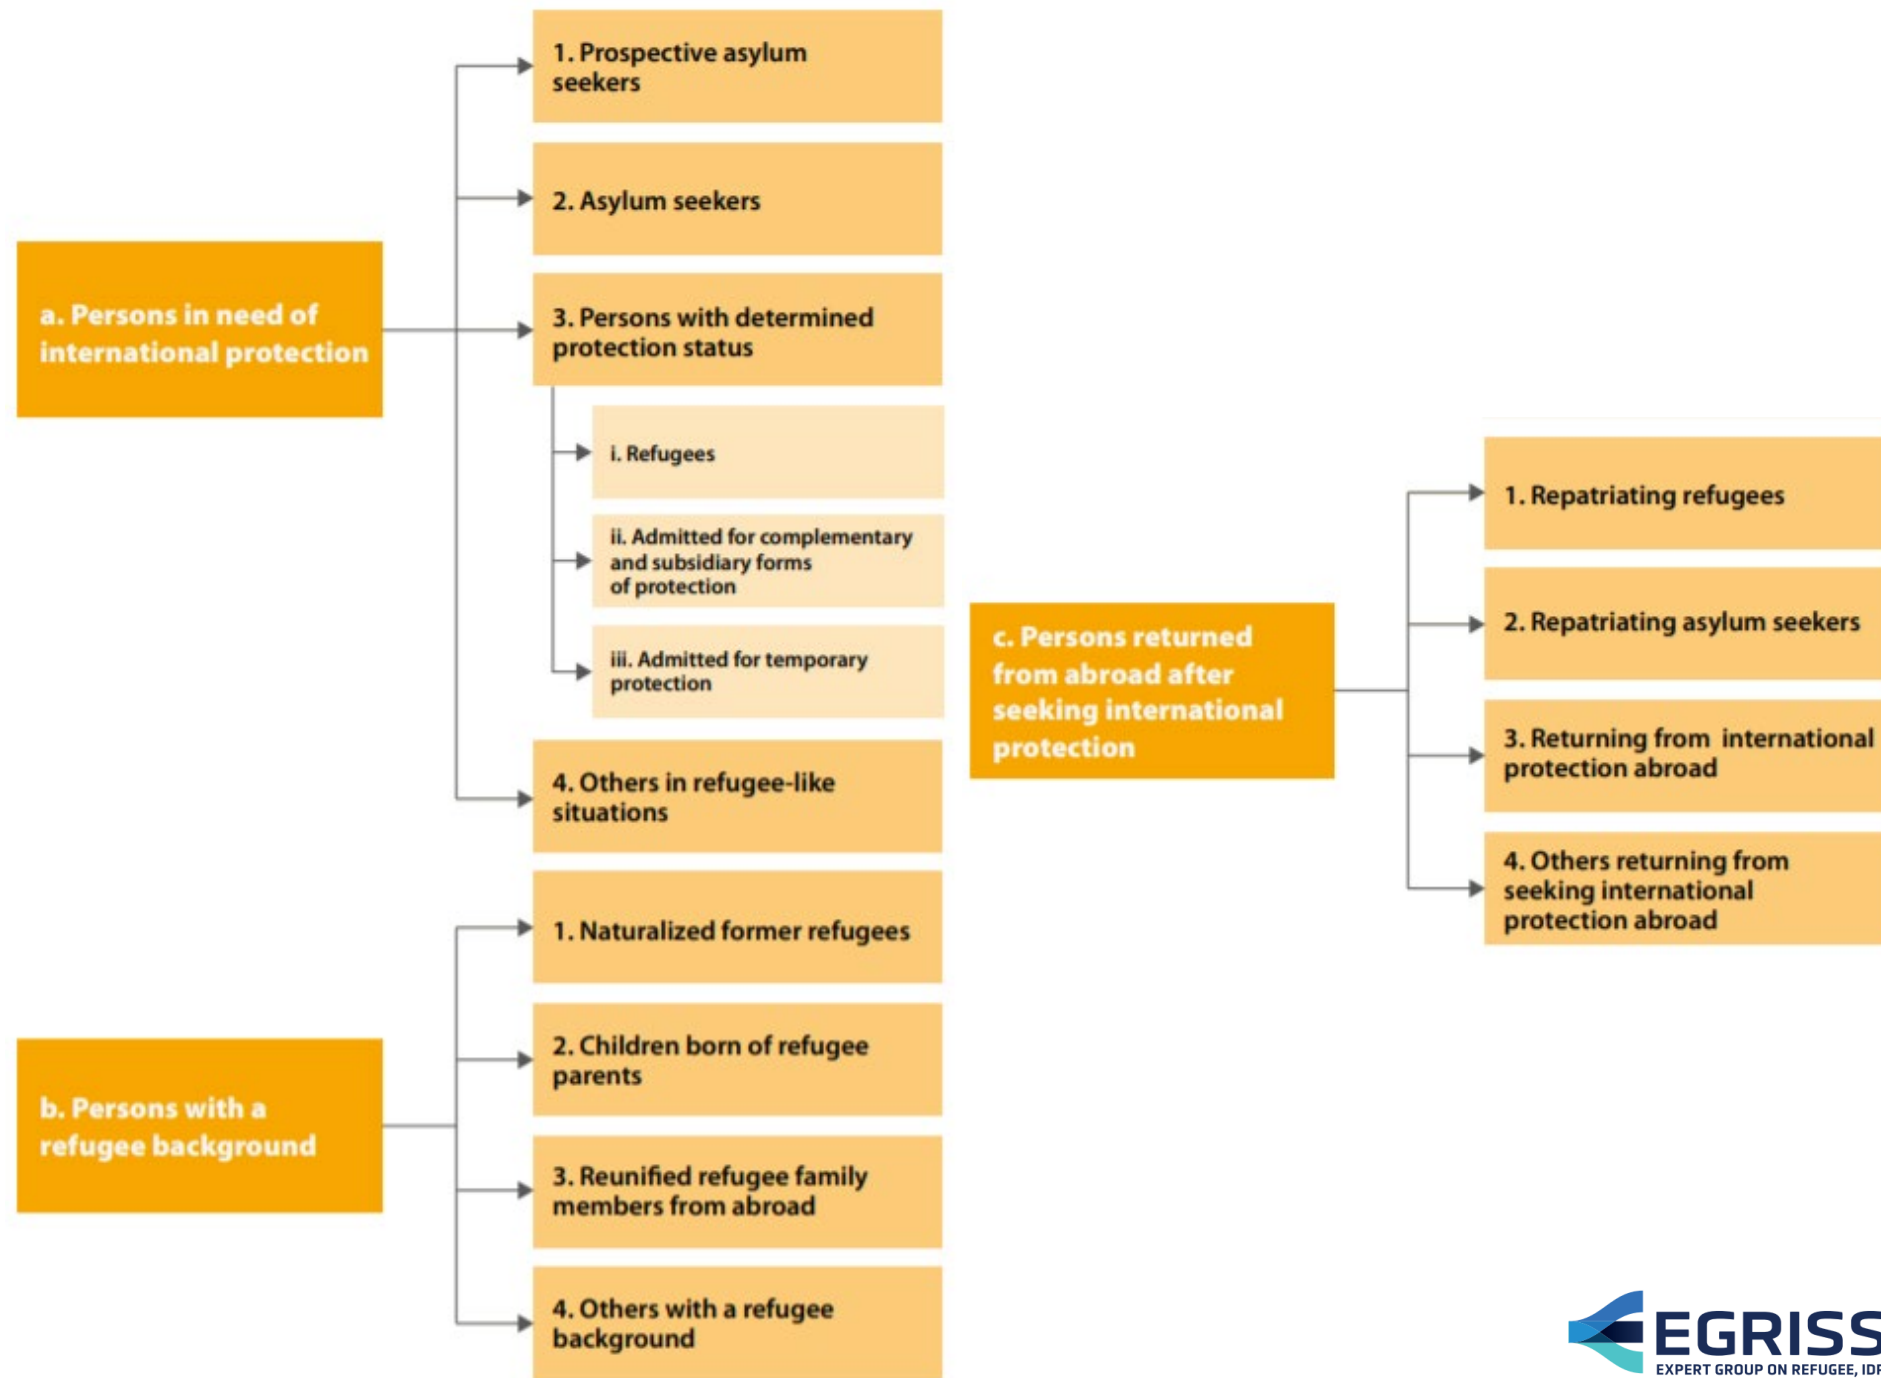 a. Persons in need of
international protection
1. Prospective asylum
seekers
2. Asylum seekers
3. Persons with determined
protection status
i. Refugees
ii. Admitted for complementary
and subsidiary forms
of protection
iii. Admitted for temporary
protection
4. Others in refugee-like
situations
b. Persons with a
refugee background
1. Naturalized former refugees
2. Children born of refugee
parents
3. Reunified refugee family
members from abroad
4. Others with a refugee
background
c. Persons returned
from abroad after
seeking international
protection
1. Repatriating refugees
2. Repatriating asylum seekers
3. Returning from international
protection abroad
4. Others returning from
seeking international
protection abroad
EGRISS
EXPERT GROUP ON REFUGEE, IDP